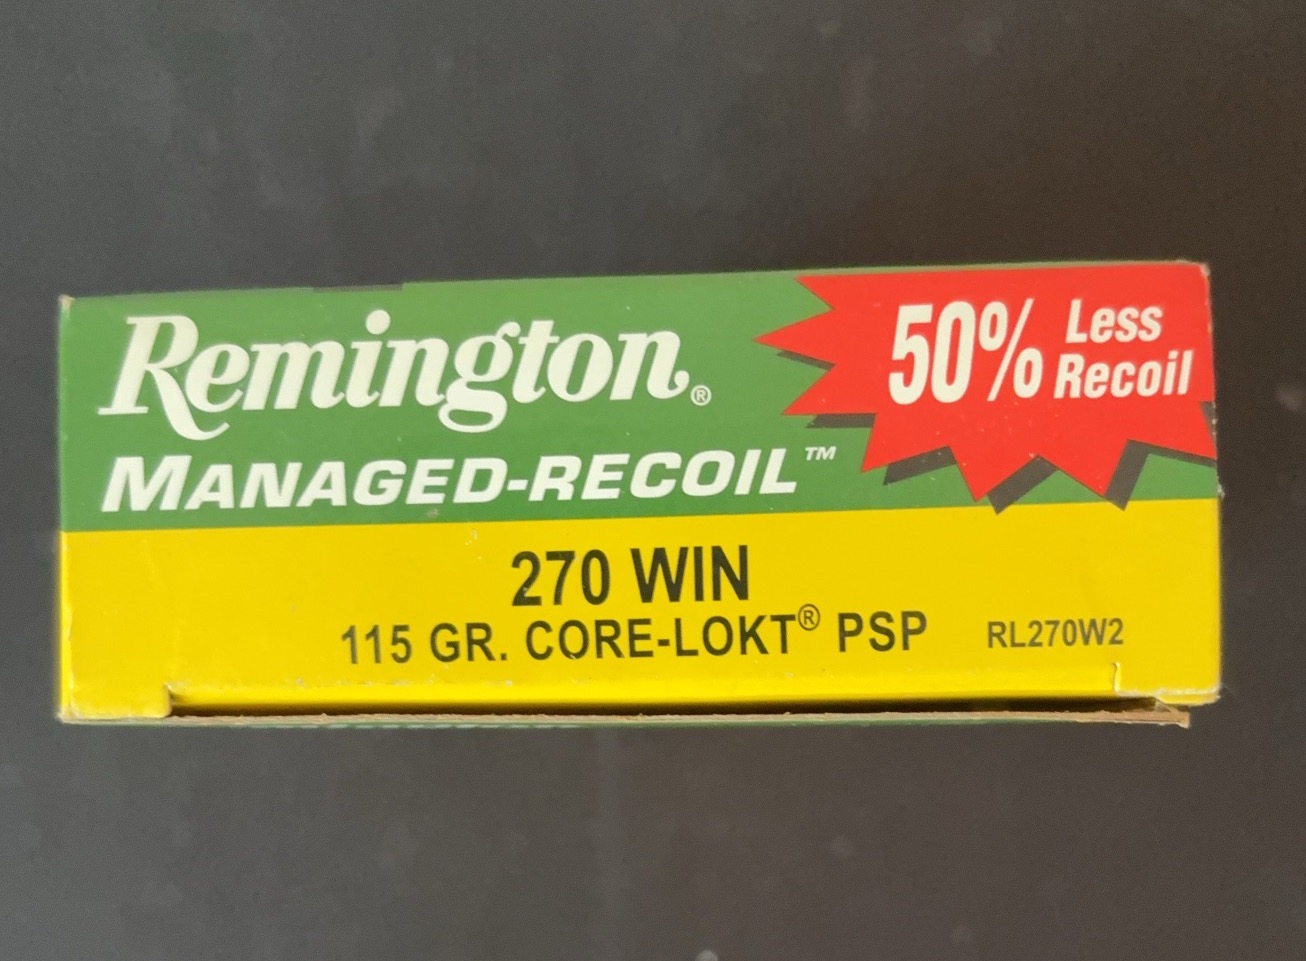 Remington®
MANAGED-RECOIL™
50% Less
Recoil
270 WIN
115 GR. CORE-LOKT® PSP RL270W2